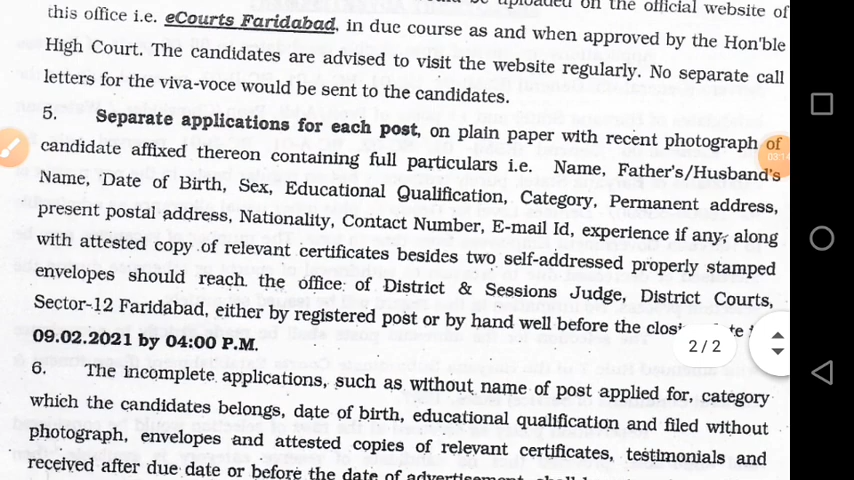 uploaded on the official website of
this office i.e. eCourts Faridabad, in due course as and when approved by the Hon'ble
High Court. The candidates are advised to visit the website regularly. No separate call
letters for the viva-voce would be sent to the candidates.
5. Separate applications for each post, on plain paper with recent photograph of
candidate affixed thereon containing full particulars i.e. Name, Father's/Husband's
Name, Date of Birth, Sex, Educational Qualification, Category, Permanent address,
present postal address, Nationality, Contact Number, E-mail Id, experience if any, along
with attested copy of relevant certificates besides two self-addressed properly stamped
envelopes should reach the office of District & Sessions Judge, District Courts,
Sector-12 Faridabad, either by registered post or by hand well before the
09.02.2021 by 04:00 P.M.
6. The incomplete applications, such as without name of post applied for, category
which the candidates belongs, date of birth, educational qualification and filed without
photograph, envelopes and attested copies of relevant certificates, testimonials and
received after due date or before the date of advertisement,
03:14
2 / 2